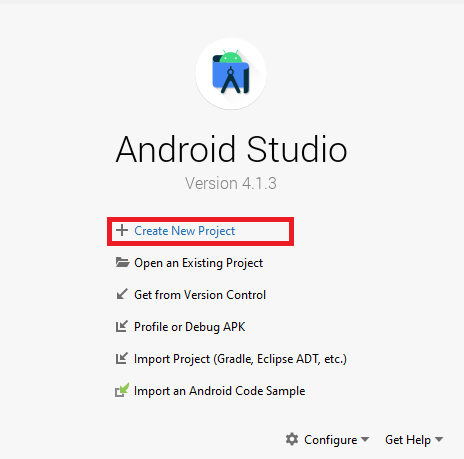 Android Studio
Version 4.1.3
Create New Project
Open an Existing Project
Get from Version Control
Profile or Debug APK
Import Project (Gradle, Eclipse ADT, etc.)
Import an Android Code Sample
Configure Get Help